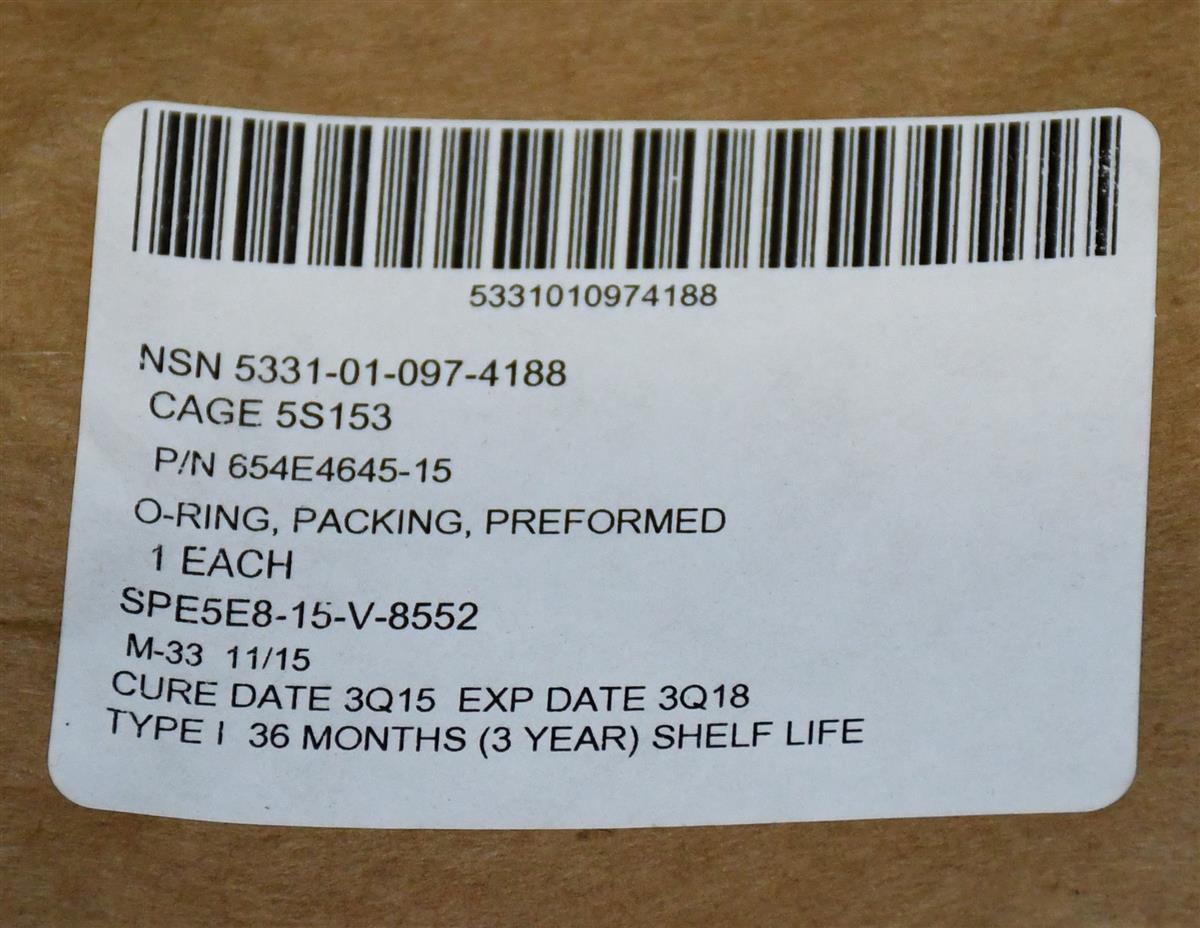 5331010974188
NSN 5331-01-097-4188
CAGE 5S153
P/N 654E4645-15
O-RING, PACKING, PREFORMED
1 EACH
SPE5E8-15-V-8552
M-33 11/15
CURE DATE 3Q15 EXP DATE 3Q18
TYPE I 36 MONTHS (3 YEAR) SHELF LIFE